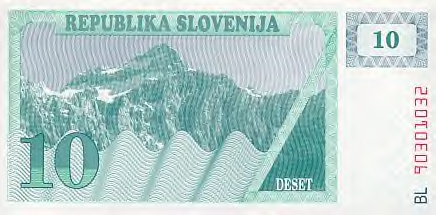 REPUBLIKA SLOVENIJA
10
10
DESET
BL 90301032